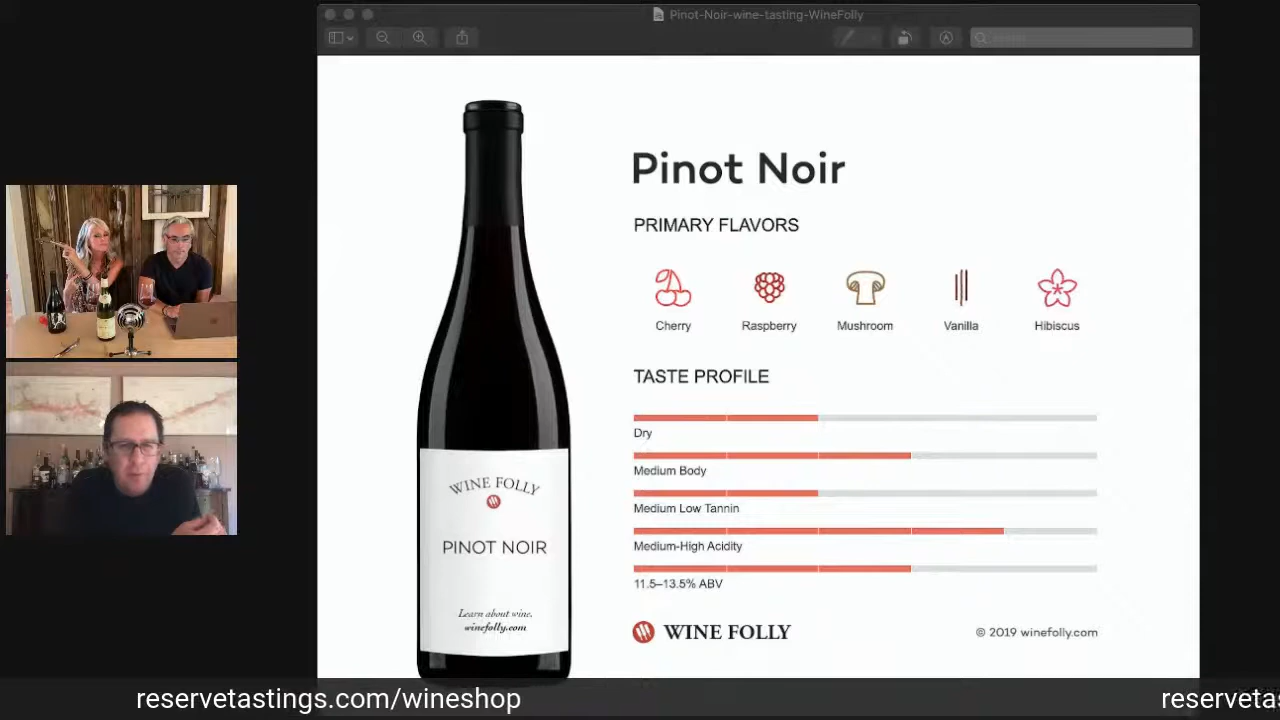 Pinot-Noir-wine-tasting-WineFolly
Pinot Noir
PRIMARY FLAVORS
Cherry
Raspberry
Mushroom
Vanilla
Hibiscus
TASTE PROFILE
Dry
Medium Body
Medium Low Tannin
Medium-High Acidity
11.5–13.5% ABV
WINE FOLLY
© 2019 winefolly.com
WINE FOLLY
PINOT NOIR
Learn about wine.
winefolly.com
reservetastings.com/wineshop
reservetas